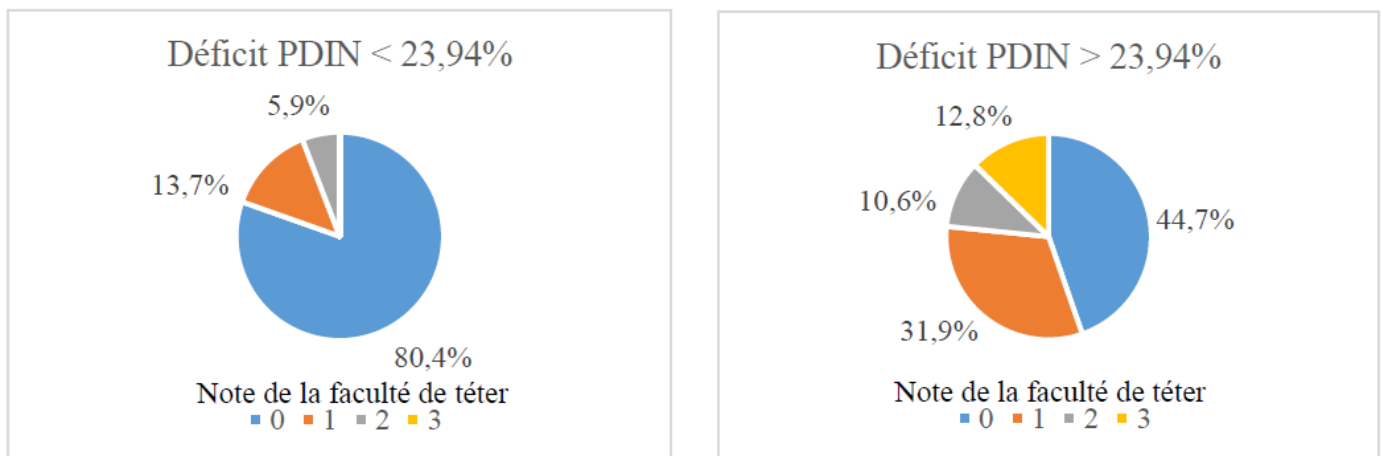 Déficit PDIN < 23,94%
5,9%
13,7%
80,4%
Note de la faculté de téter
0 1 2 3
Déficit PDIN > 23,94%
12,8%
10,6%
44,7%
31,9%
Note de la faculté de téter
0 1 2 3